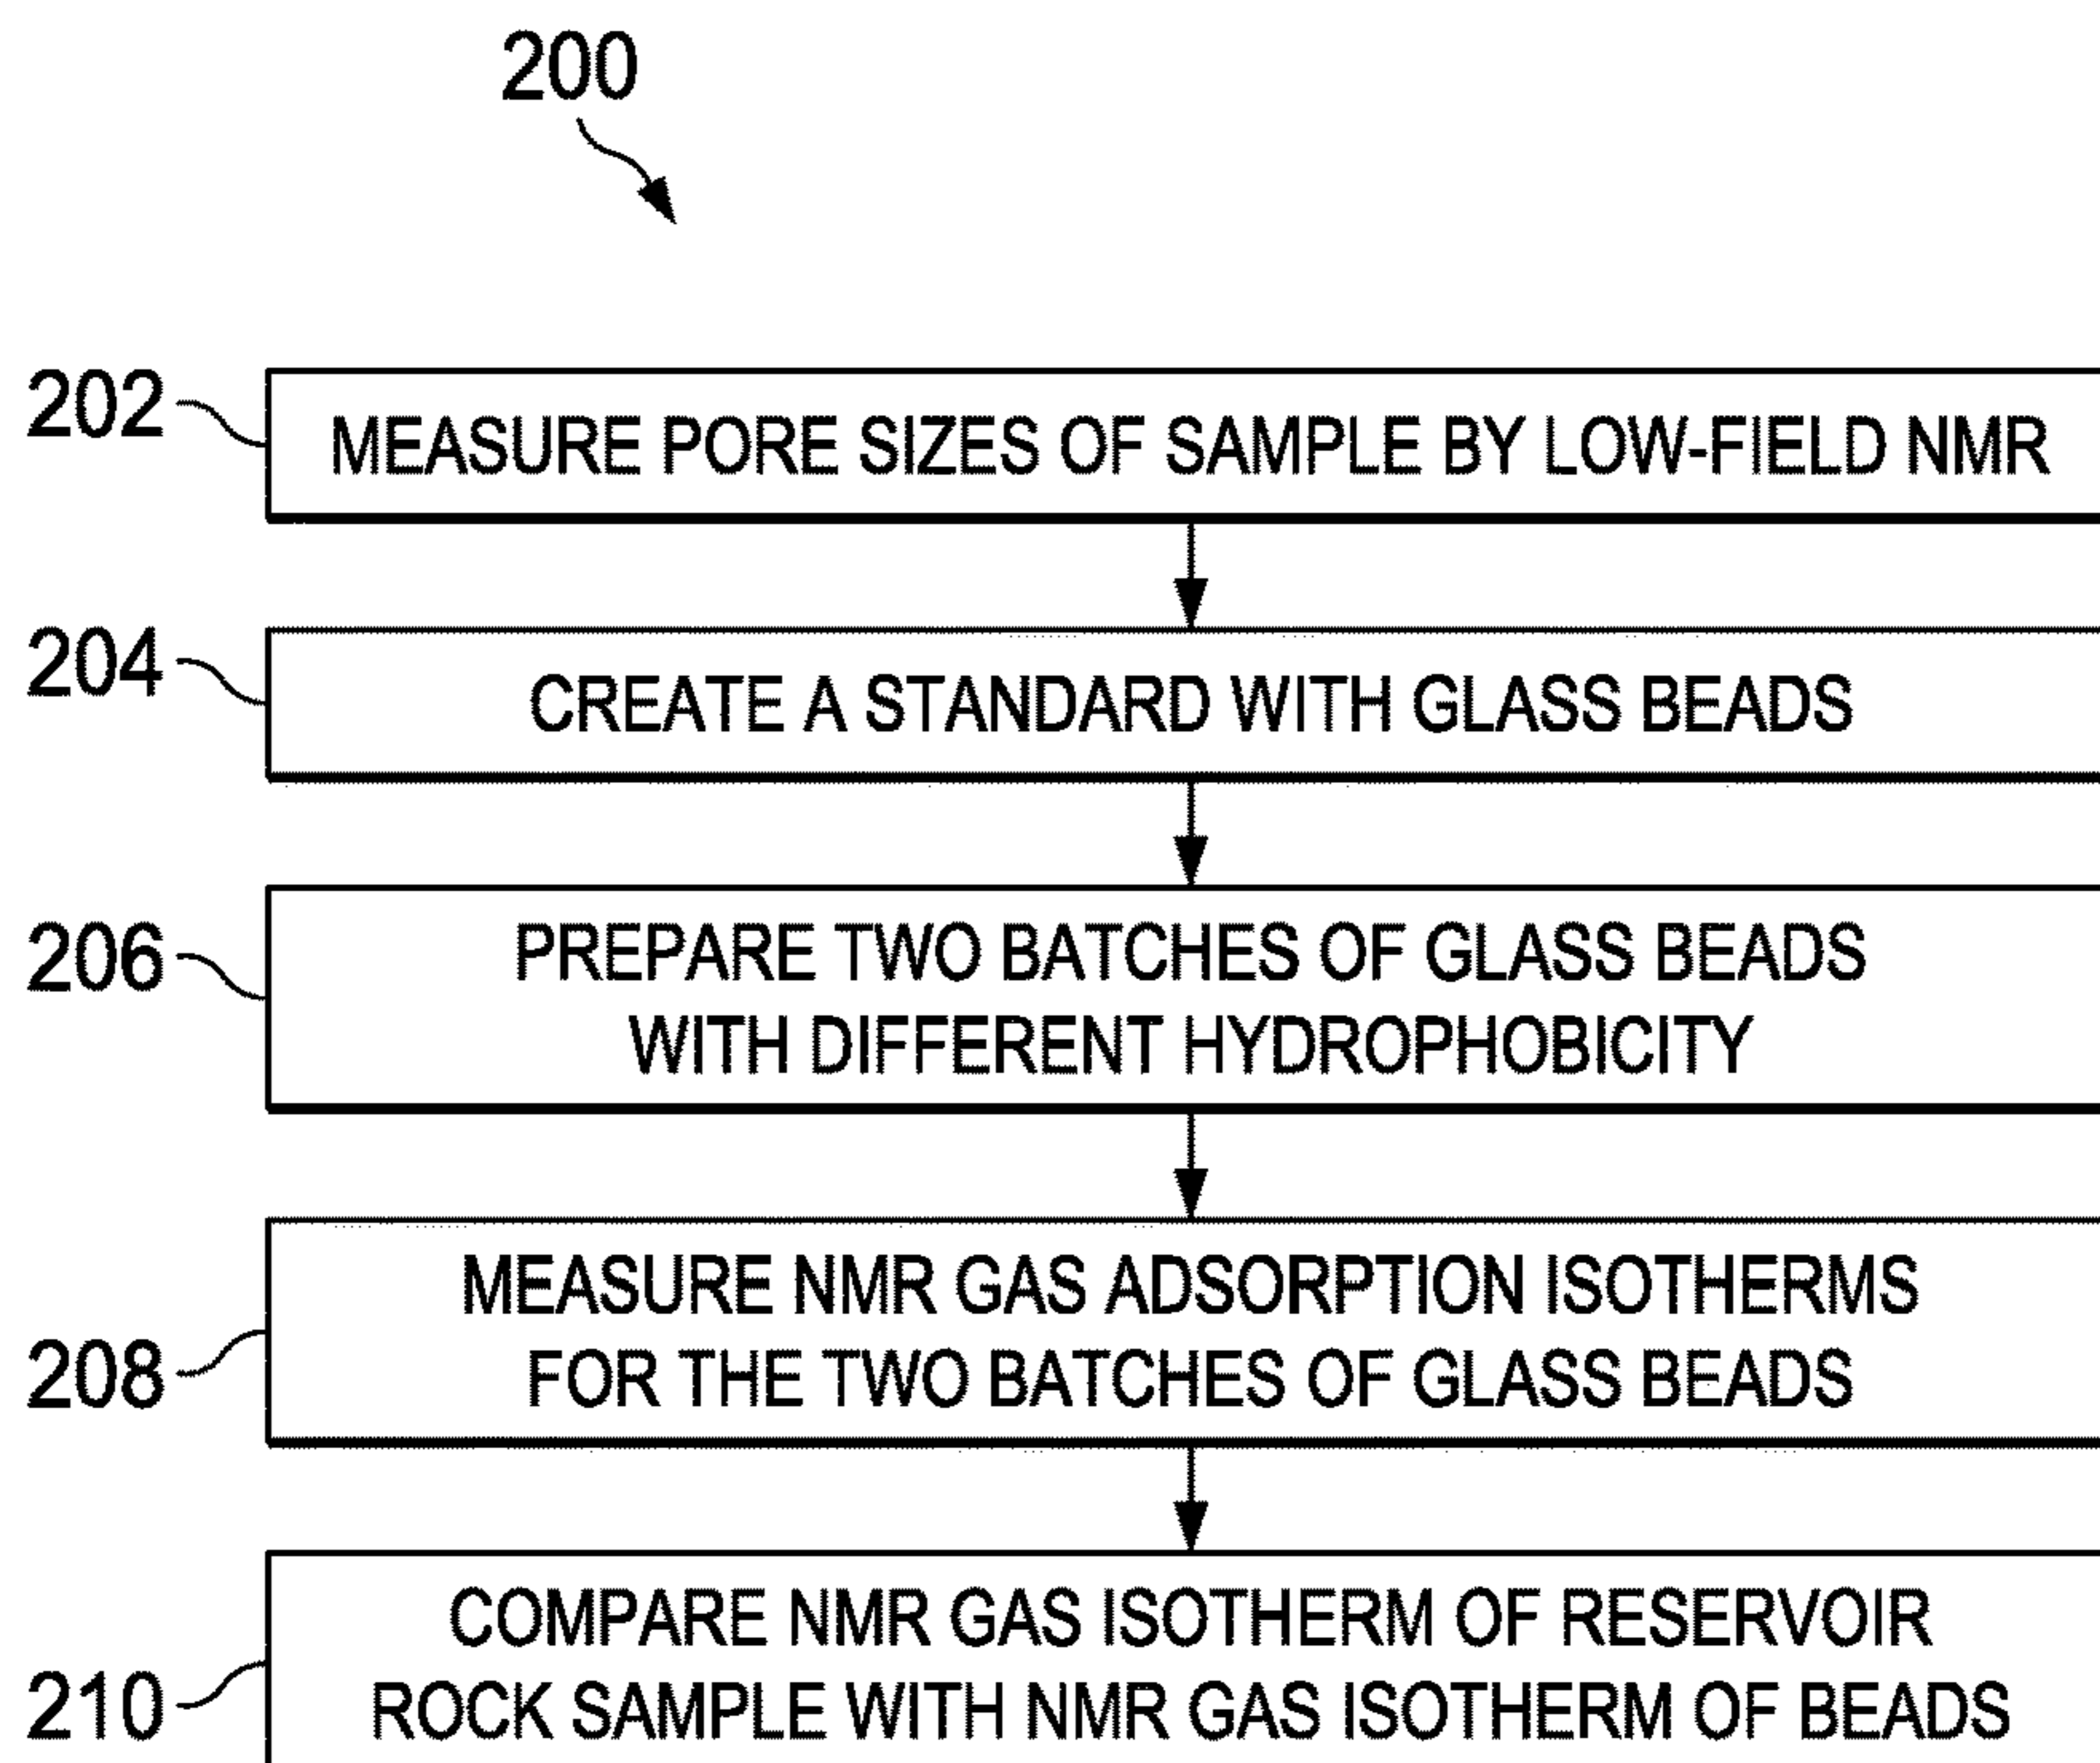 200
202
MEASURE PORE SIZES OF SAMPLE BY LOW-FIELD NMR
204
CREATE A STANDARD WITH GLASS BEADS
206
PREPARE TWO BATCHES OF GLASS BEADS
WITH DIFFERENT HYDROPHOBICITY
208
MEASURE NMR GAS ADSORPTION ISOTHERMS
FOR THE TWO BATCHES OF GLASS BEADS
210
COMPARE NMR GAS ISOTHERM OF RESERVOIR
ROCK SAMPLE WITH NMR GAS ISOTHERM OF BEADS